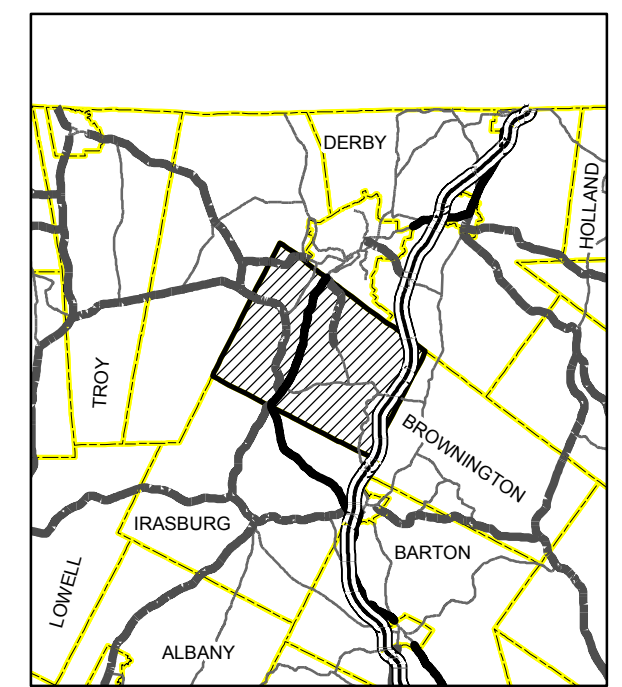 DERBY
HOLLAND
TROY
BROWNINGTON
IRASBURG
BARTON
LOWELL
ALBANY